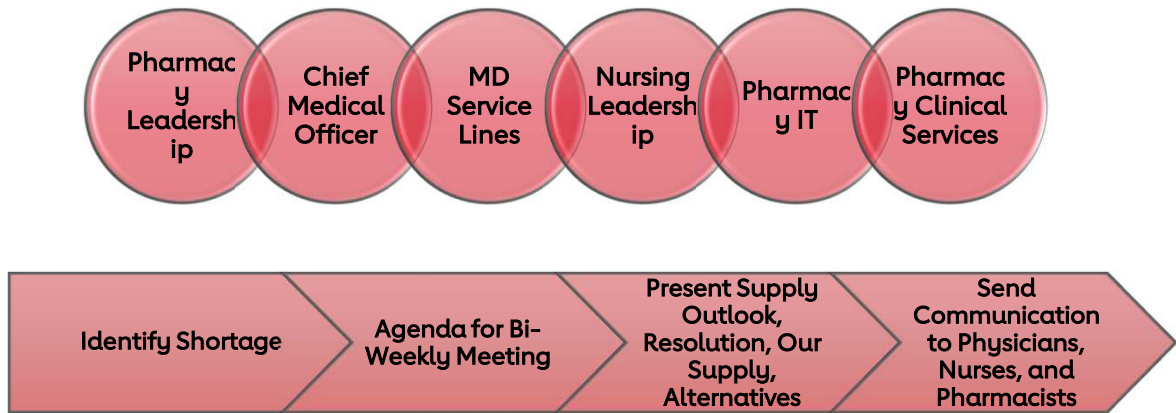 Pharmac
y
Leadersh
ip
Chief
Medical
Officer
MD
Service
Lines
Nursing
Leadersh
ip
Pharmac
y IT
Pharmac
y Clinical
Services
Identify Shortage
Agenda for Bi-
Weekly Meeting
Present Supply
Outlook,
Resolution, Our
Supply,
Alternatives
Send
Communication
to Physicians,
Nurses, and
Pharmacists